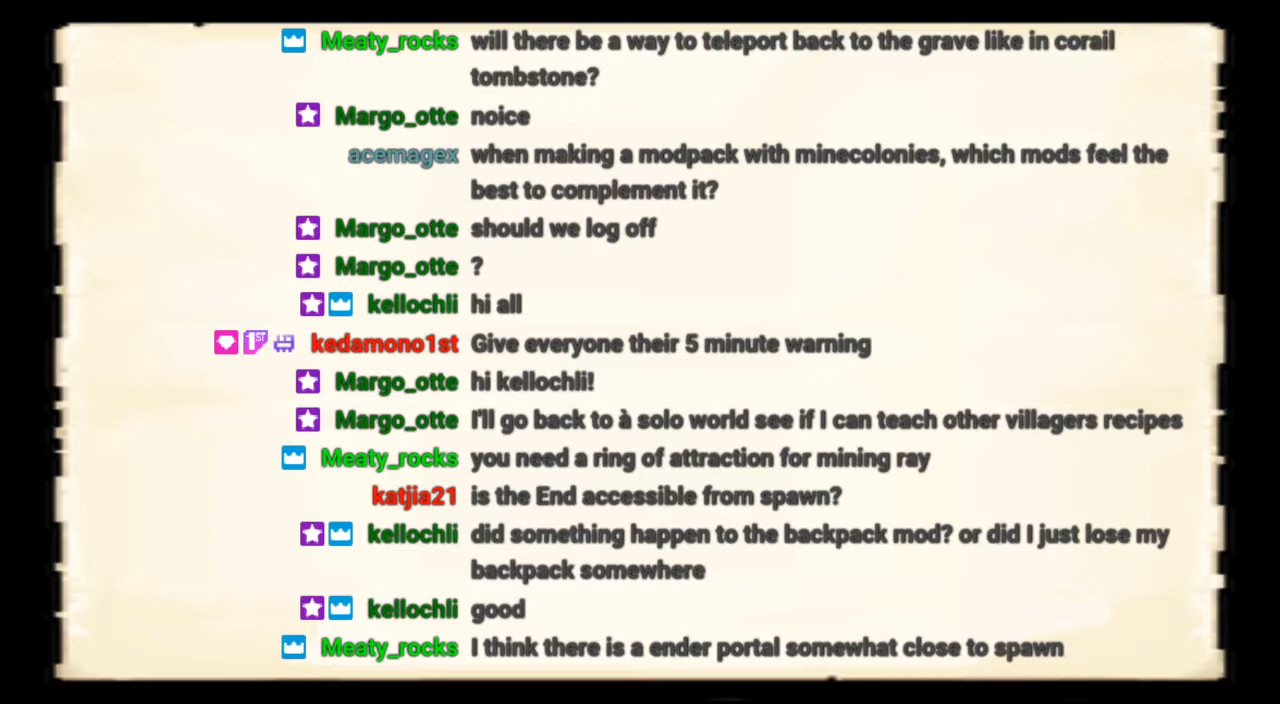 Meaty_rocks will there be a way to teleport back to the grave like in corail
tombstone?
Margo_otte noice
acemagex when making a modpack with minecolonies, which mods feel the
best to complement it?
Margo_otte should we log off
Margo_otte ?
kellochli hi all
1ST kedamono1st Give everyone their 5 minute warning
Margo_otte hi kellochli!
Margo_otte I'll go back to à solo world see if I can teach other villagers recipes
Meaty_rocks you need a ring of attraction for mining ray
katjia21 is the End accessible from spawn?
kellochli did something happen to the backpack mod? or did I just lose my
backpack somewhere
kellochli good
Meaty_rocks I think there is a ender portal somewhat close to spawn